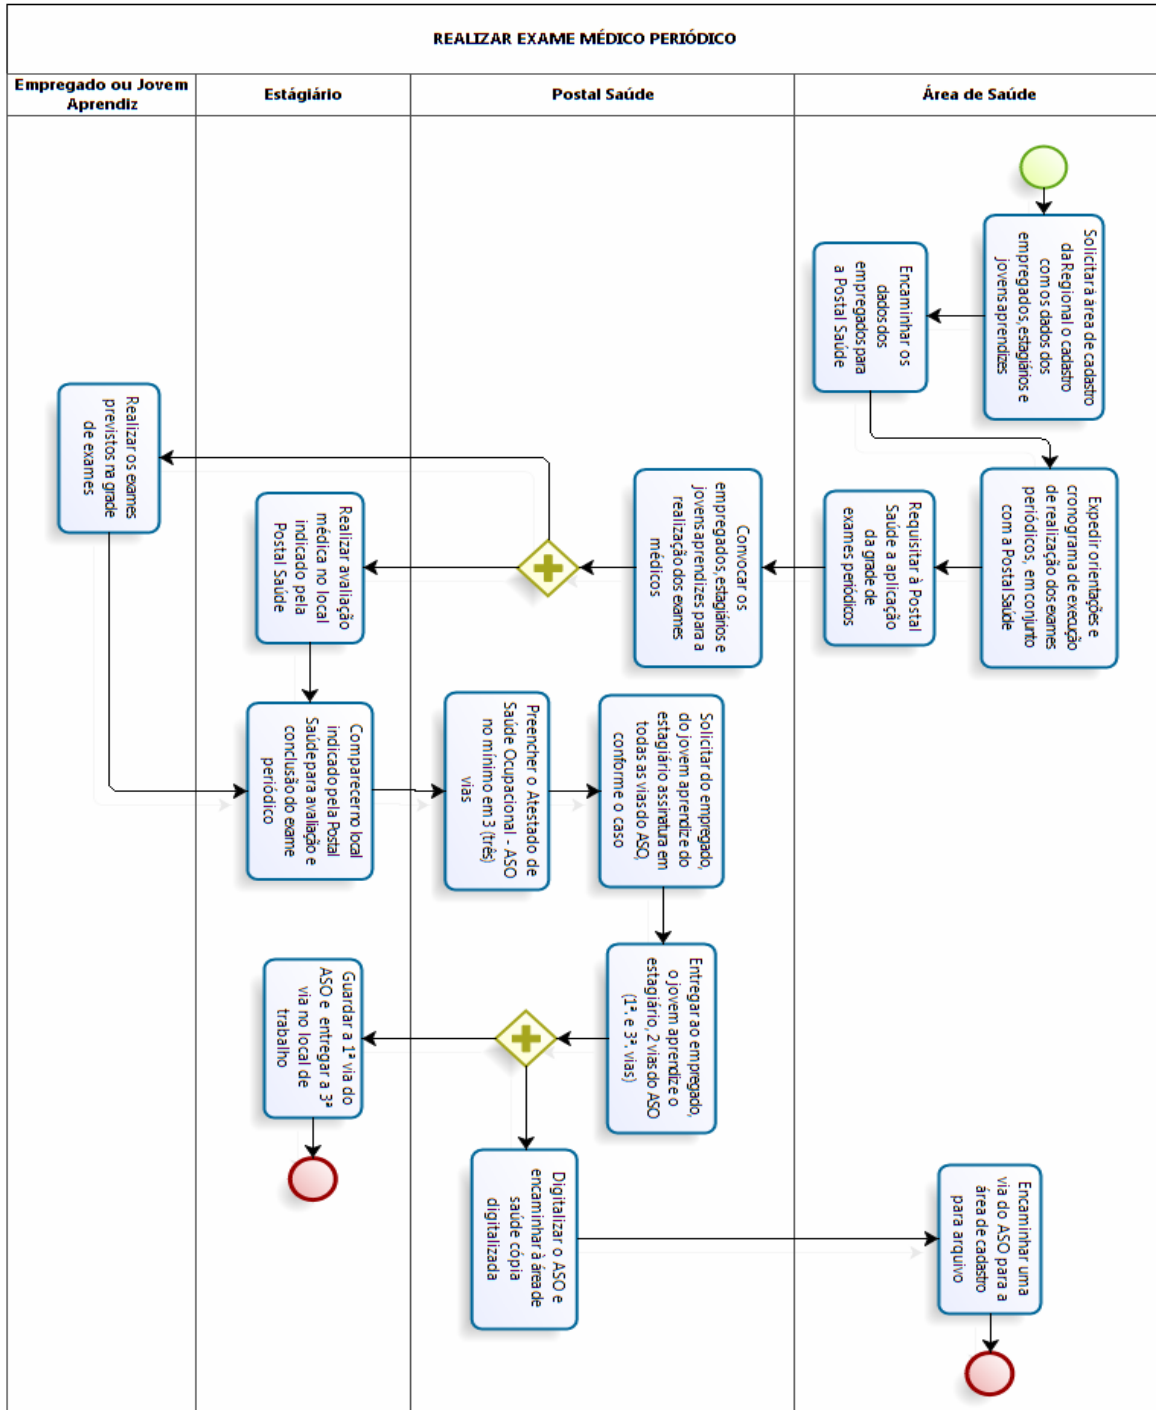 REALIZAR EXAME MÉDICO PERIÓDICO
Empregado ou Jovem
Aprendiz
Estágiário
Postal Saúde
Área de Saúde
Solicitar à área de cadastro
da Regional o cadastro
com os dados dos
empregados, estagiários e
jovens aprendizes
Encaminhar os
dados dos
empregados para
a Postal Saúde
Expedir orientações e
cronograma de execução
de realização dos exames
periódicos, em conjunto
com a Postal Saúde
Requisitar à Postal
Saúde a aplicação
da grade de
exames periódicos
Convocar os
empregados, estagiários e
jovens aprendizes para a
realização dos exames
médicos
Realizar os exames
previstos na grade
de exames
Realizar avaliação
médica no local
indicado pela
Postal Saúde
Comparecer no local
indicado pela Postal
Saúde para avaliação e
conclusão do exame
periódico
Preencher o Atestado de
Saúde Ocupacional - ASO
no mínimo em 3 (três)
vias
Solicitar do empregado,
do jovem aprendiz e do
estagiário assinatura em
todas as vias do ASO,
conforme o caso
Entregar ao empregado,
o jovem aprendiz e o
estagiário, 2 vias do ASO
(1ª. e 3ª. vias)
Guardar a 1ª via do
ASO e entregar a 3ª
via no local de
trabalho
Digitalizar o ASO e
encaminhar à área de
saúde cópia
digitalizada
Encaminhar uma
via do ASO para a
área de cadastro
para arquivo